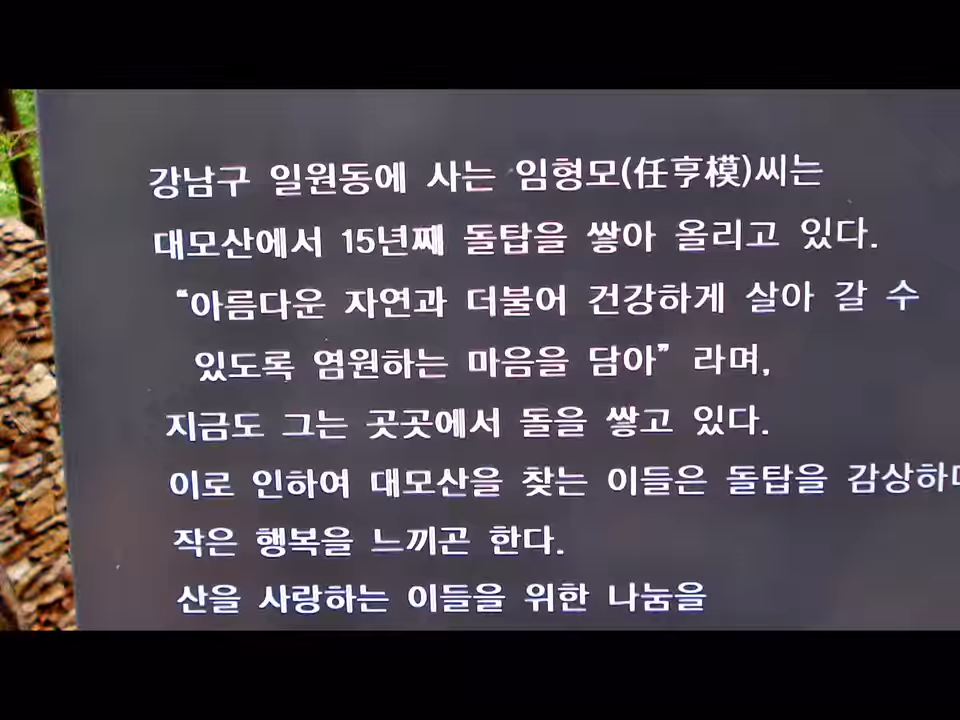 강남구 일원동에 사는 임형모(任亨模)씨는
대모산에서 15년째 돌탑을 쌓아 올리고 있다.
“아름다운 자연과 더불어 건강하게 살아 갈 수
있도록 염원하는 마음을 담아” 라며,
지금도 그는 곳곳에서 돌을 쌓고 있다.
이로 인하여 대모산을 찾는 이들은 돌탑을
작은 행복을 느끼곤 한다.
산을 사랑하는 이들을 위한 나눔을